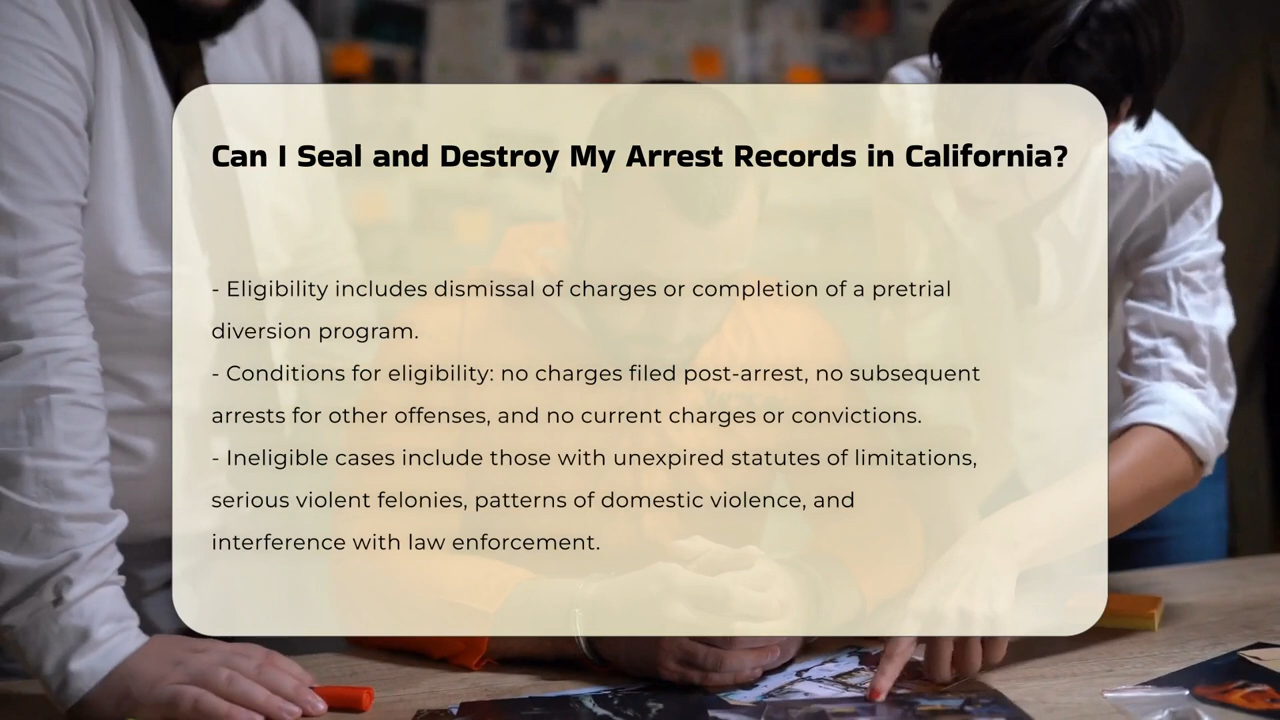 Can I Seal and Destroy My Arrest Records in California?
- Eligibility includes dismissal of charges or completion of a pretrial
diversion program.
- Conditions for eligibility: no charges filed post-arrest, no subsequent
arrests for other offenses, and no current charges or convictions.
- Ineligible cases include those with unexpired statutes of limitations,
serious violent felonies, patterns of domestic violence, and
interference with law enforcement.